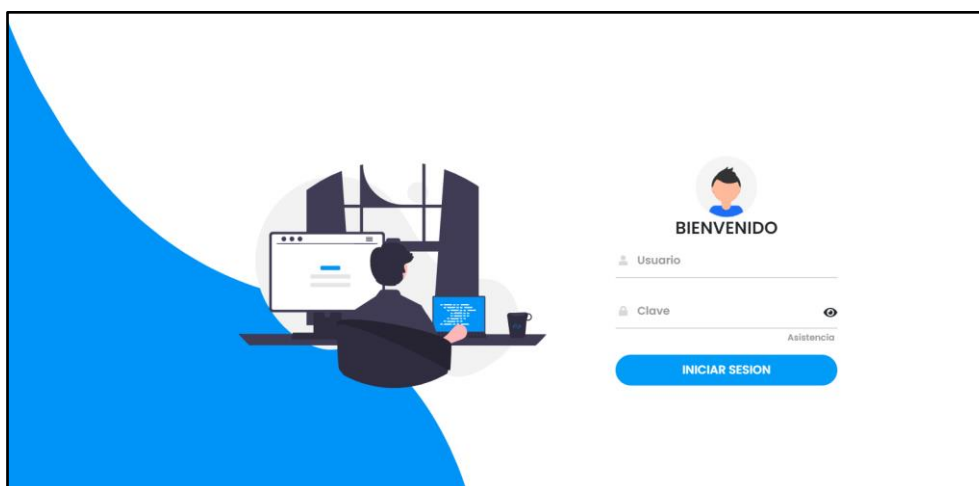 BIENVENIDO
Usuario
Clave
Asistencia
INICIAR SESION